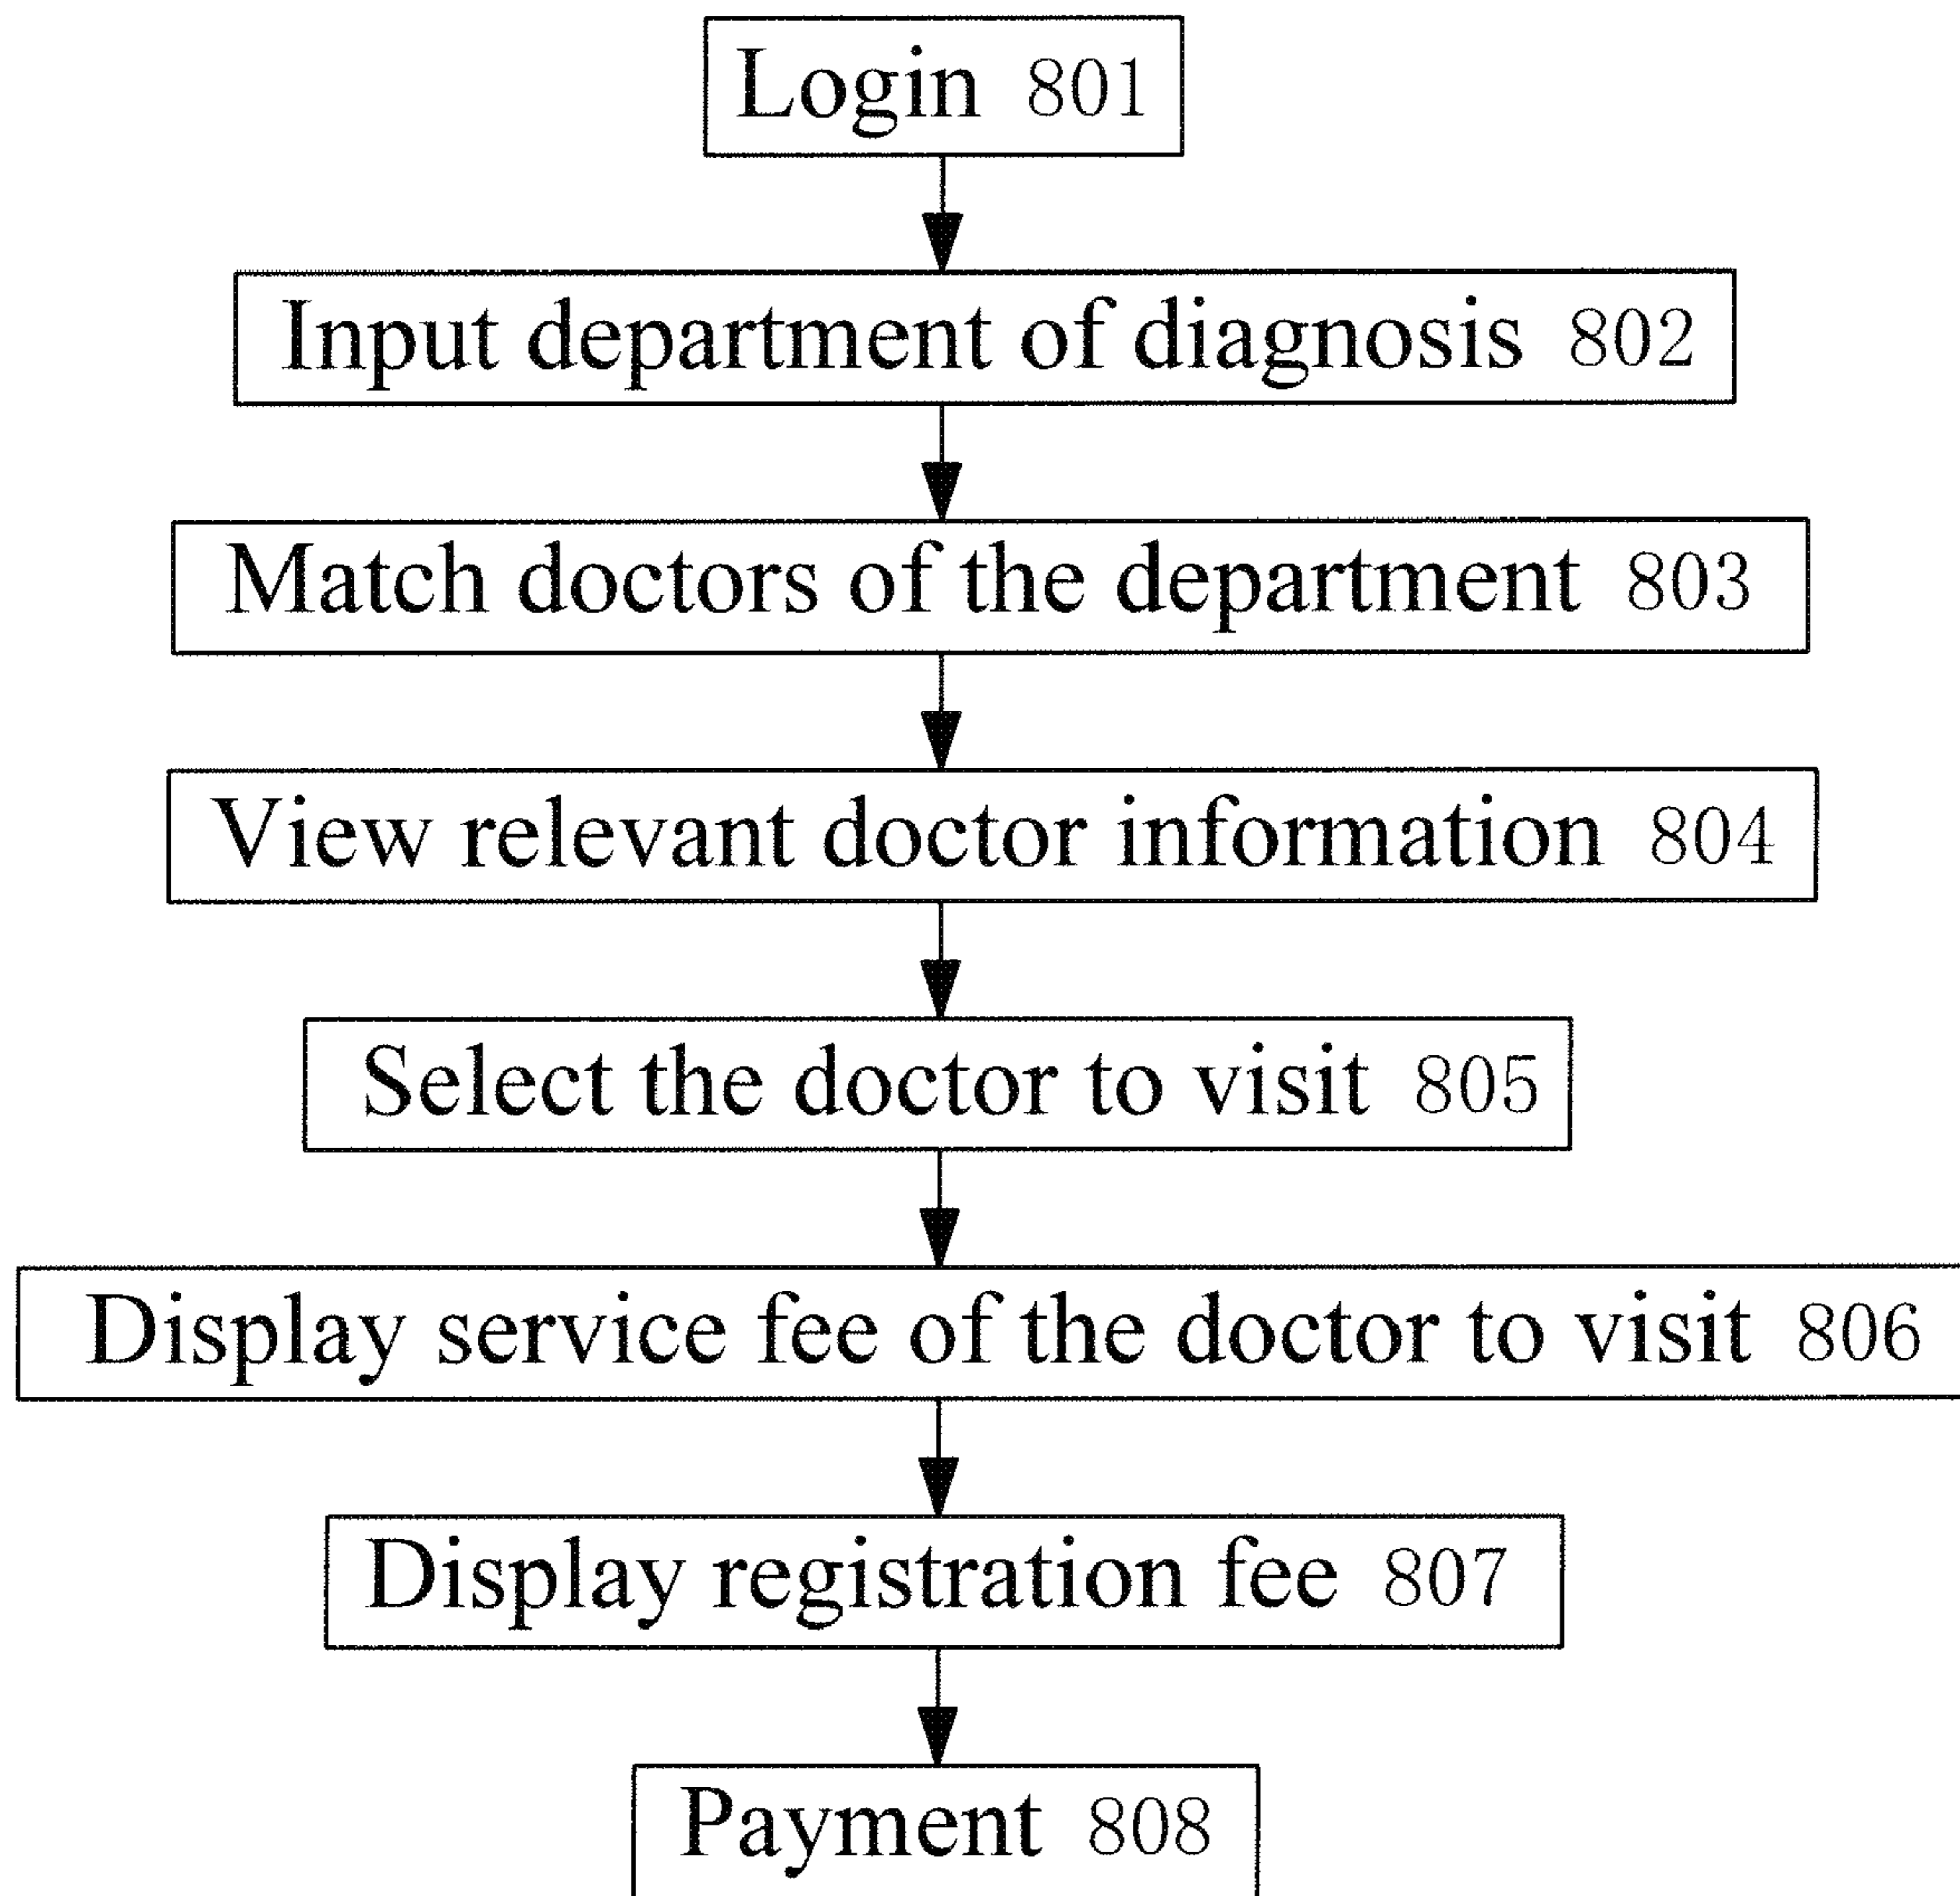 Login 801
Input department of diagnosis 802
Match doctors of the department 803
View relevant doctor information 804
Select the doctor to visit 805
Display service fee of the doctor to visit 806
Display registration fee 807
Payment 808